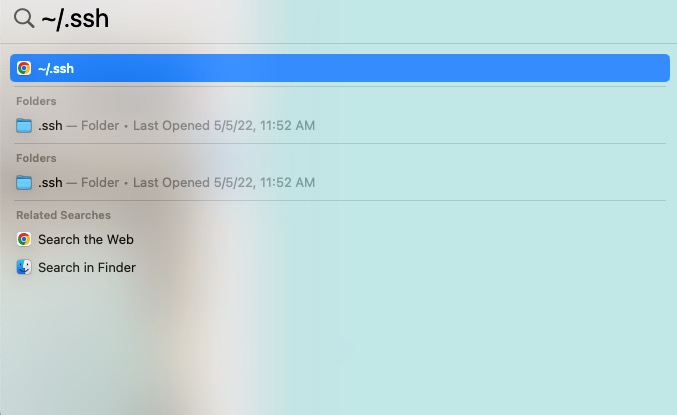 ~/.ssh
~/.ssh
Folders
.ssh — Folder • Last Opened 5/5/22, 11:52 AM
Folders
.ssh — Folder • Last Opened 5/5/22, 11:52 AM
Related Searches
Search the Web
Search in Finder